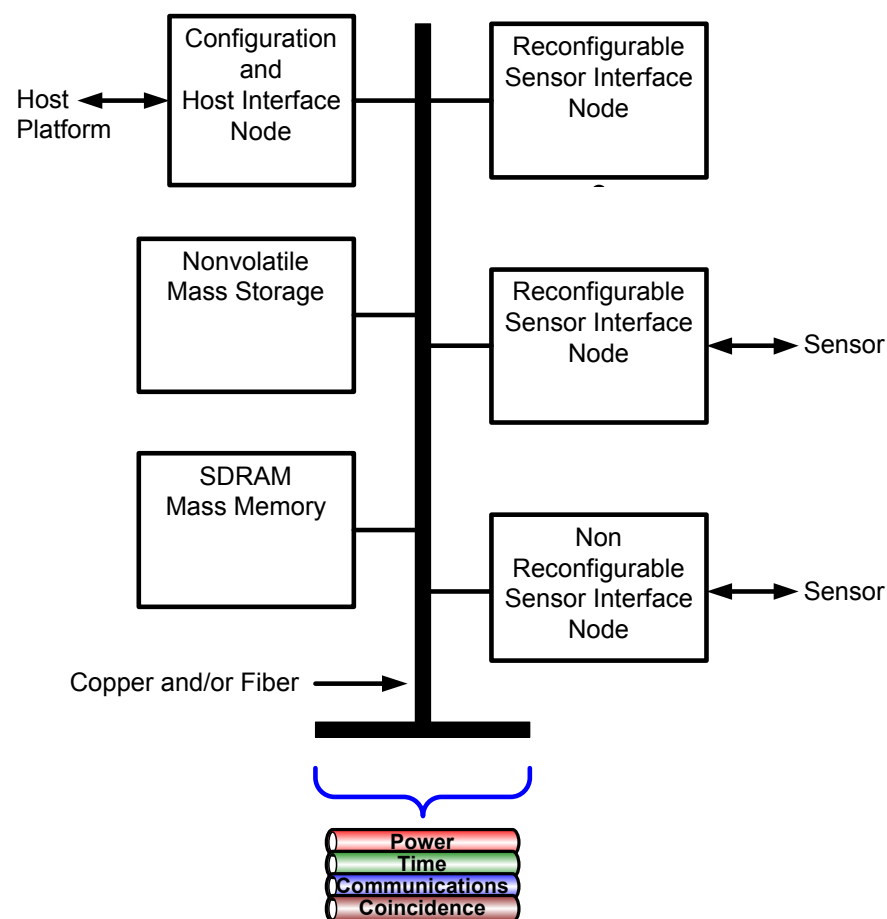 Configuration
and
Host Interface
Node
Reconfigurable
Sensor Interface
Node
Host
Platform
Nonvolatile
Mass Storage
Reconfigurable
Sensor Interface
Node
Sensor
SDRAM
Mass Memory
Non
Reconfigurable
Sensor Interface
Node
Sensor
Copper and/or Fiber
Power
Time
Communications
Coincidence